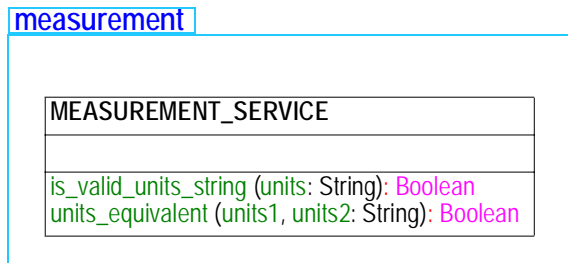 measurement
MEASUREMENT_SERVICE
is_valid_units_string (units: String): Boolean
units_equivalent (units1, units2: String): Boolean